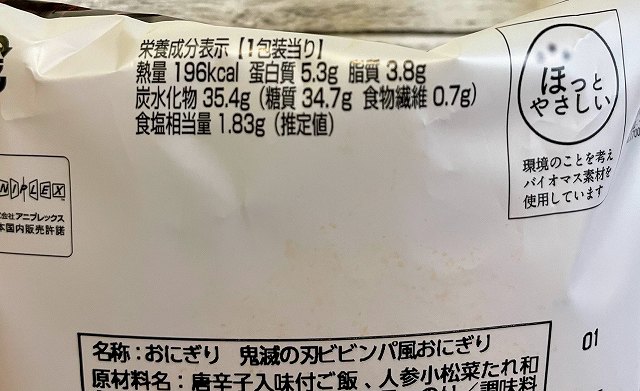 栄養成分表示【1包装当り】
熱量 196kcal 蛋白質 5.3g 脂質 3.8g
炭水化物 35.4g（糖質 34.7g 食物繊維 0.7g）
食塩相当量 1.83g（推定値）
ほっと
やさしい
環境のことを考え
バイオマス素材を
使用しています
NIPLEX
式会社 アニプレックス
本国内販売許諾
01
名称：おにぎり 鬼滅の刃ビビンパ風おにぎり
原材料名：唐辛子入味付ご飯、人参小松菜たれ和